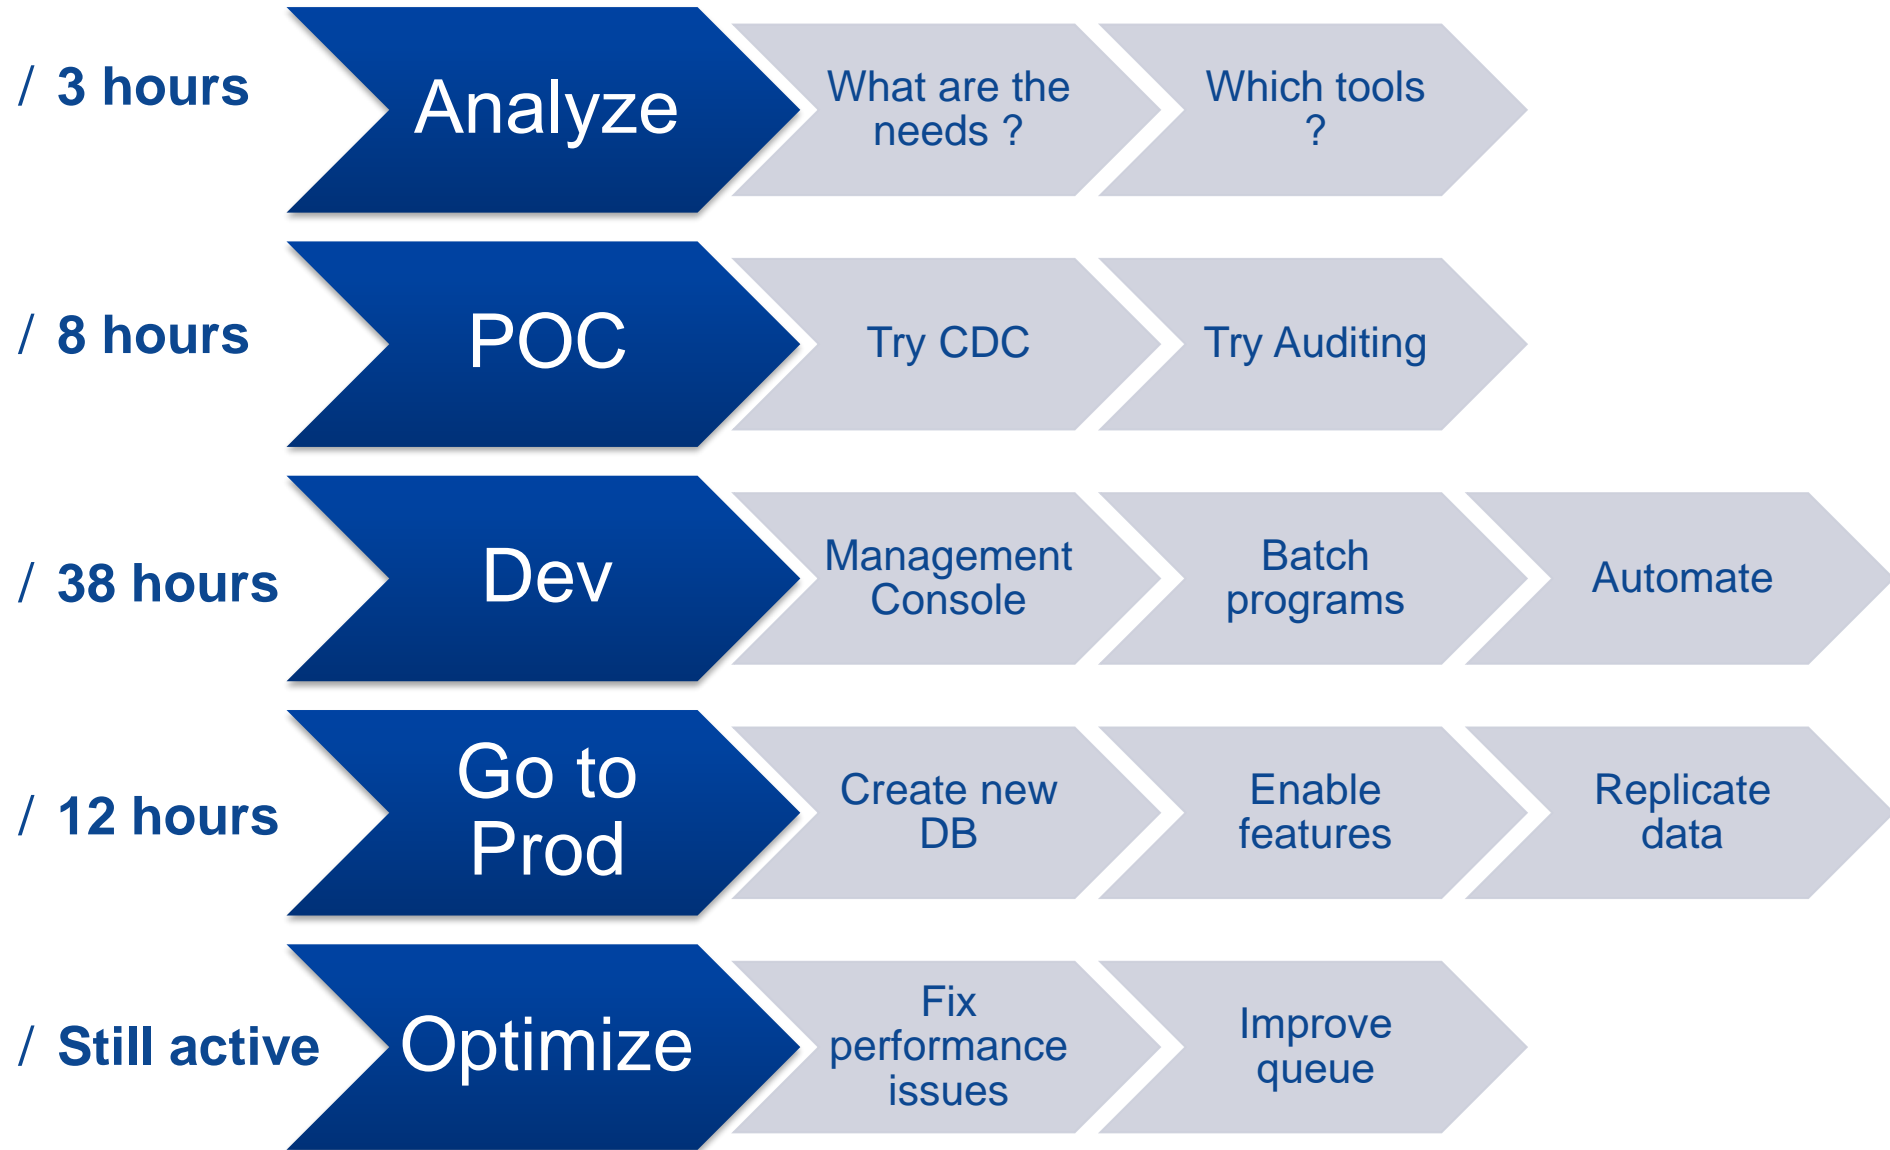 / 3 hours
Analyze
What are the
needs ?
Which tools
?
/ 8 hours
POC
Try CDC
Try Auditing
/ 38 hours
Dev
Management
Console
Batch
programs
Automate
/ 12 hours
Go to
Prod
Create new
DB
Enable
features
Replicate
data
/ Still active
Optimize
Fix
performance
issues
Improve
queue